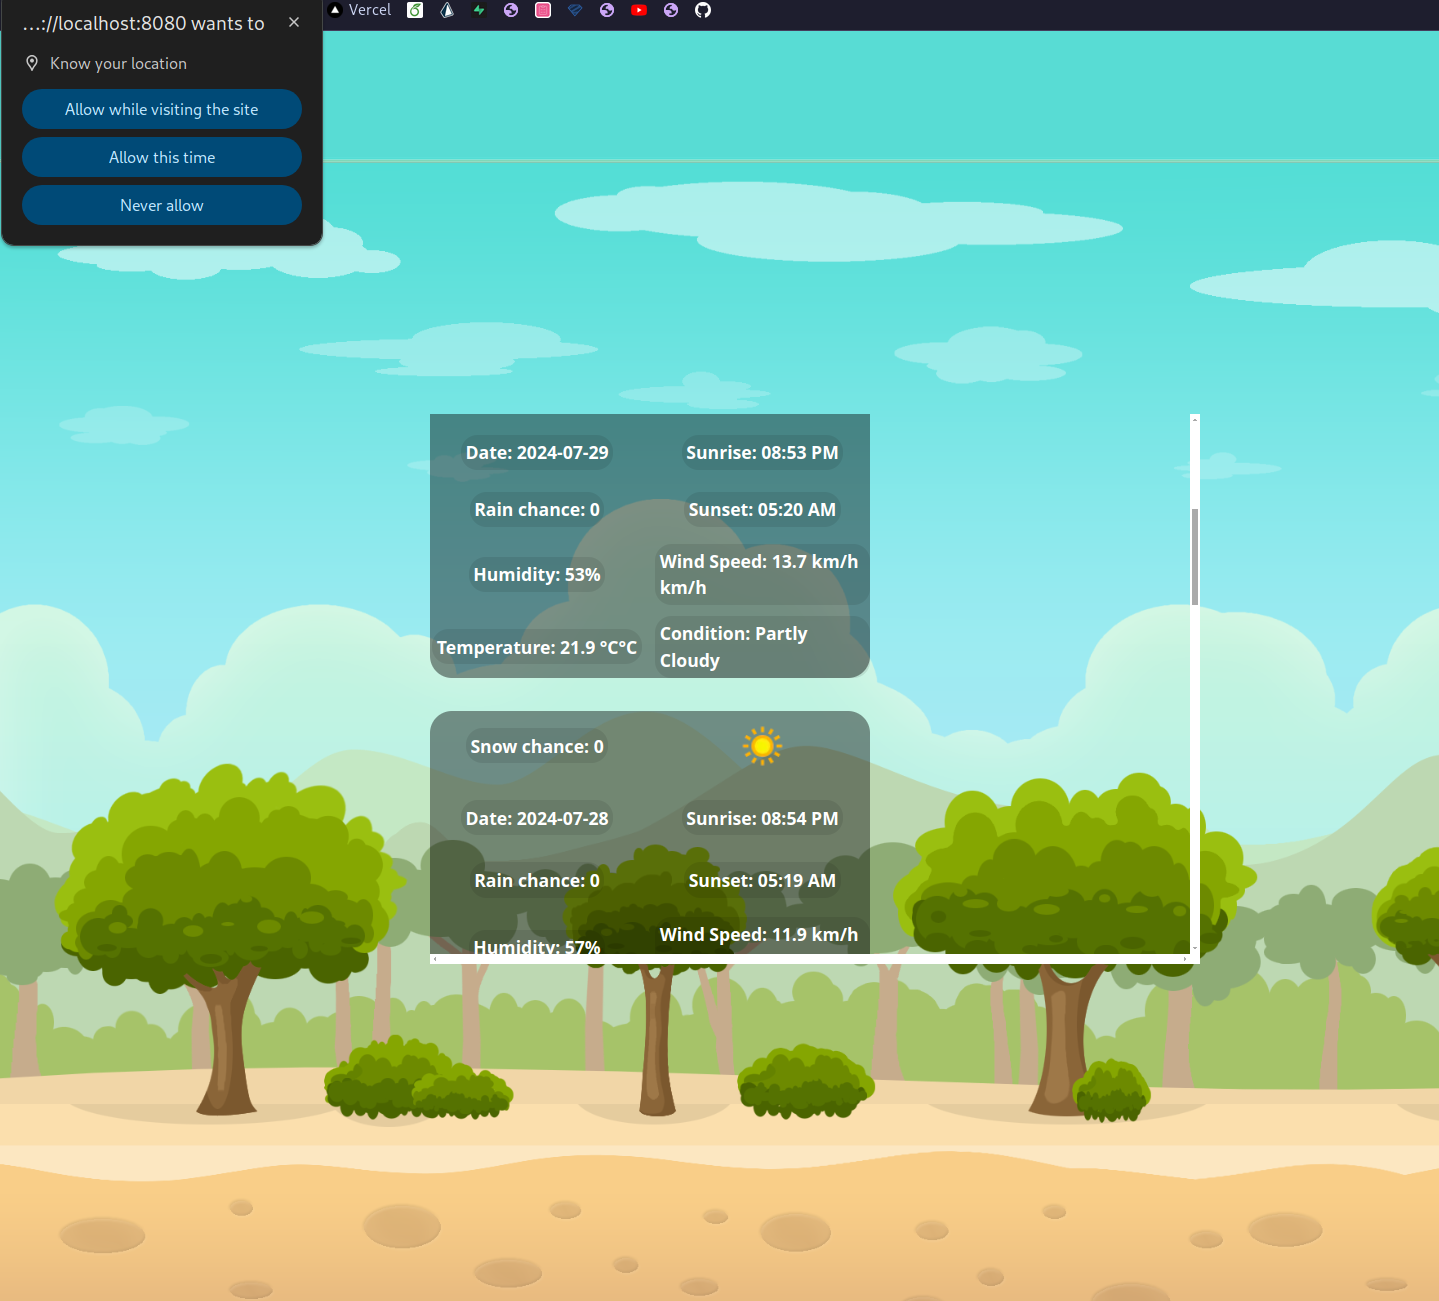 ...://localhost:8080 wants to
Vercel
Know your location
Allow while visiting the site
Allow this time
Never allow
Date: 2024-07-29
Sunrise: 08:53 PM
Rain chance: 0
Sunset: 05:20 AM
Humidity: 53%
Wind Speed: 13.7 km/h
km/h
Temperature: 21.9 °C°C
Condition: Partly
Cloudy
Snow chance: 0
Date: 2024-07-28
Sunrise: 08:54 PM
Rain chance: 0
Sunset: 05:19 AM
Humidity: 57%
Wind Speed: 11.9 km/h